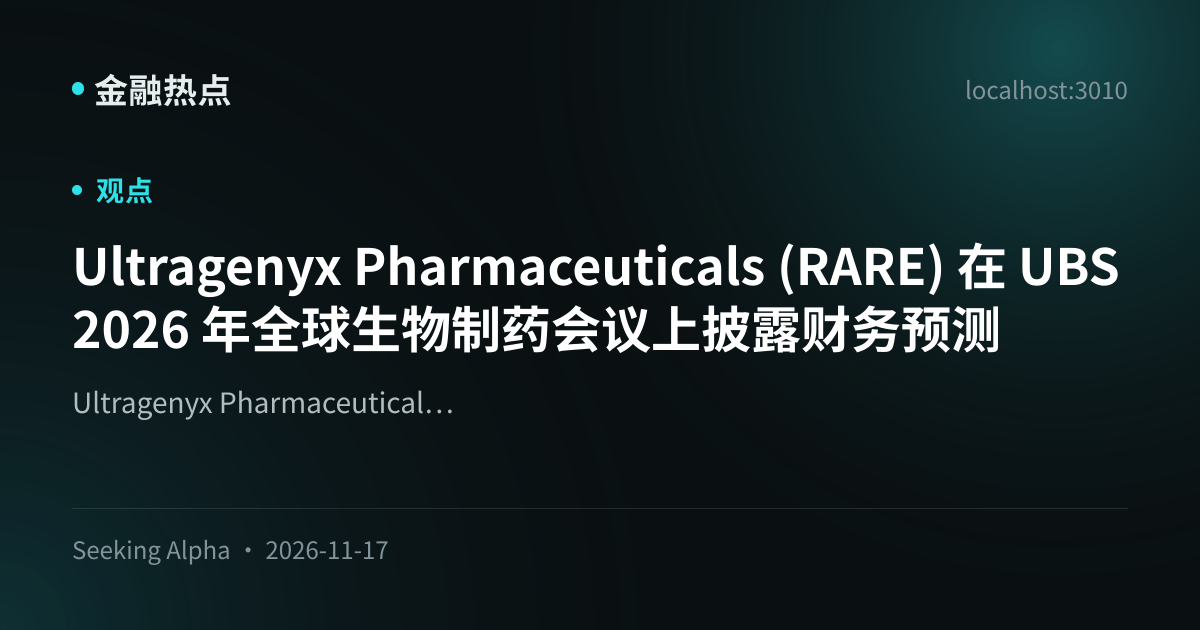 金融热点
localhost:3010
观点
Ultragenyx Pharmaceuticals (RARE) 在 UBS
2026 年全球生物制药会议上披露财务预测
Ultragenyx Pharmaceutical…
Seeking Alpha · 2026-11-17